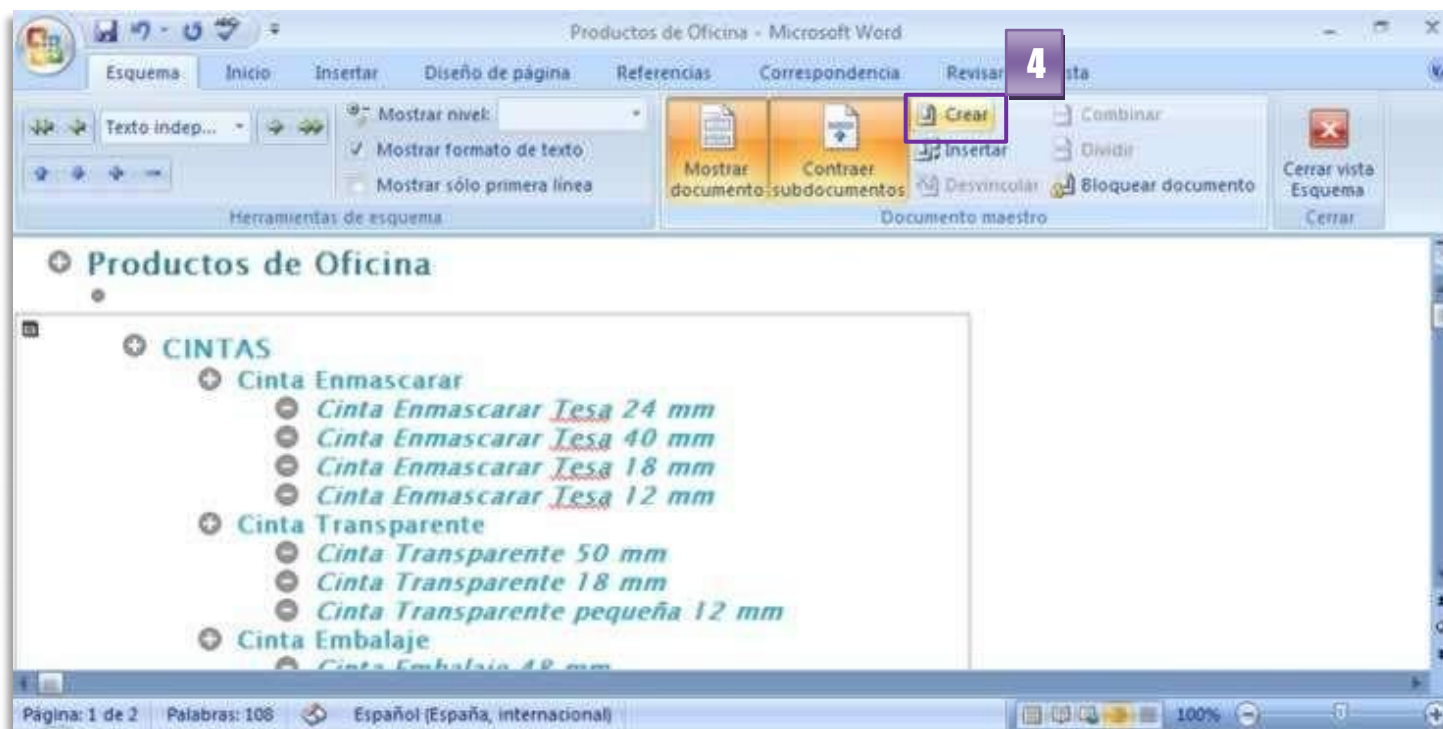 Productos de Oficina - Microsoft Word
Esquema Inicio Insertar Diseño de página Referencias Correspondencia Revisar sta
4
Texto indep...
Mostrar nivel:
Mostrar formato de texto
Mostrar sólo primera línea
Herramientas de esquema
Mostrar documento
Contraer subdocumentos
Crear
Insertar
Desvincular
Combinar
Dividir
Bloquear documento
Documento maestro
Cerrar vista Esquema
Cerrar
Productos de Oficina
CINTAS
Cinta Enmascarar
Cinta Enmascarar Tesa 24 mm
Cinta Enmascarar Tesa 40 mm
Cinta Enmascarar Tesa 18 mm
Cinta Enmascarar Tesa 12 mm
Cinta Transparente
Cinta Transparente 50 mm
Cinta Transparente 18 mm
Cinta Transparente pequeña 12 mm
Cinta Embalaje
Cinta Embalaje 48 mm
Página: 1 de 2 Palabras: 108 Español (España, internacional) 100%